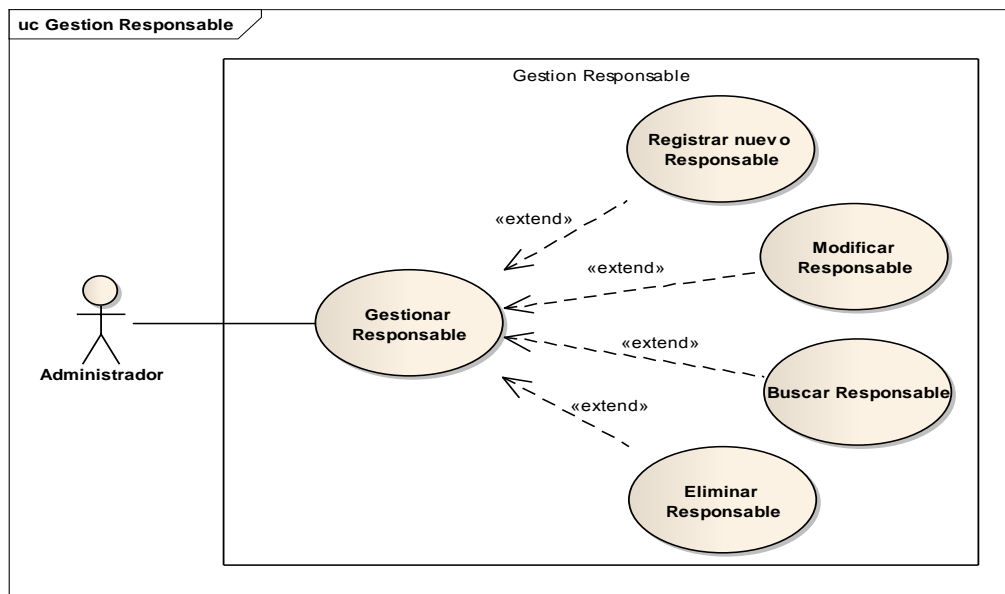 uc Gestion Responsable
Gestion Responsable
Registrar nuevo
Responsable
«extend»
Modificar
Responsable
«extend»
Gestionar
Responsable
«extend»
Buscar Responsable
Administrador
«extend»
Eliminar
Responsable